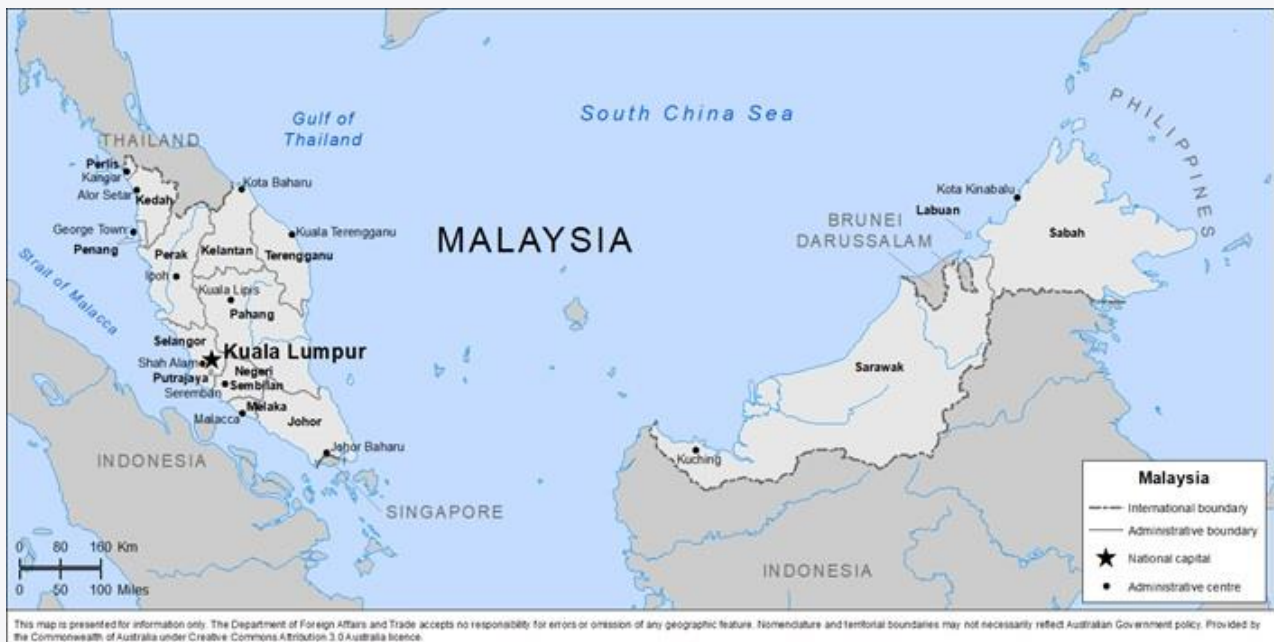 South China Sea
Gulf of
Thailand
THAILAND
PHILIPPINES
Perlis
Kangar
Alor Setar
Kedah
Kota Baharu
Kota Kinabalu
Labuan
George Town
Penang
Perak
Kelantan
Kuala Terengganu
Terengganu
MALAYSIA
BRUNEI
DARUSSALAM
Sabah
Strait of Malacca
Ipoh
Kuala Lipis
Pahang
Selangor
Kuala Lumpur
Shah Alam
Putrajaya
Negeri
Sembilan
Seremban
Melaka
Malacca
Johor
Sarawak
Johor Baharu
Kuching
INDONESIA
SINGAPORE
INDONESIA
0 80 160 Km
0 50 100 Miles
Malaysia
International boundary
Administrative boundary
National capital
Administrative centre
This map is presented for information only. The Department of Foreign Affairs and Trade accepts no responsibility for errors or omission of any geographic feature. Nomenclature and territorial boundaries may not necessarily reflect Australian Government policy. Provided by
the Commonwealth of Australia under Creative Commons Attribution 3.0 Australia licence.